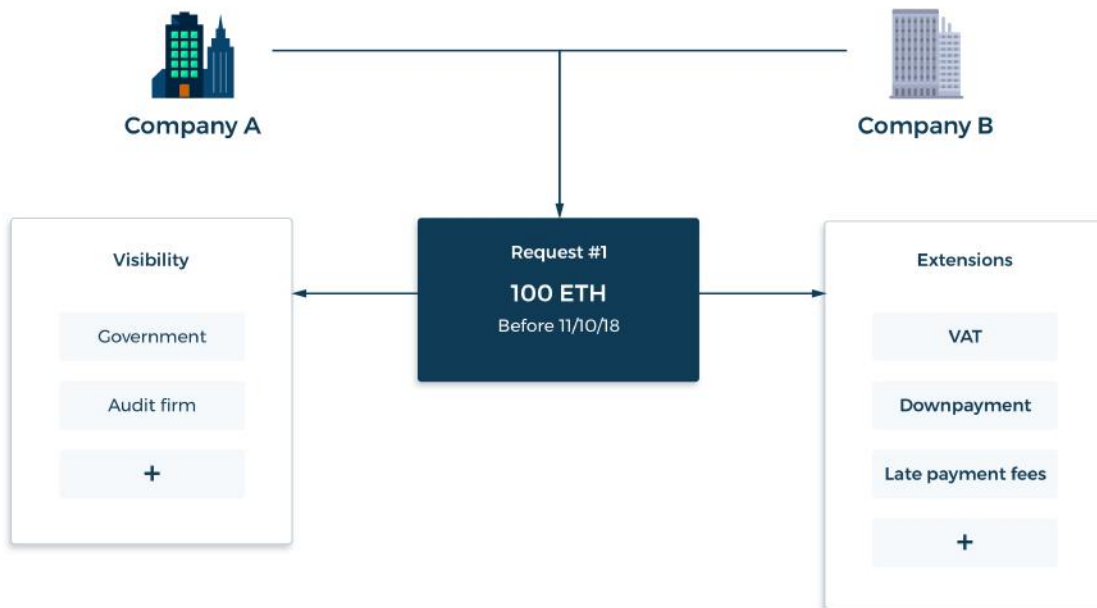 Company A
Company B
Visibility
Government
Audit firm
+
Request #1
100 ETH
Before 11/10/18
Extensions
VAT
Downpayment
Late payment fees
+